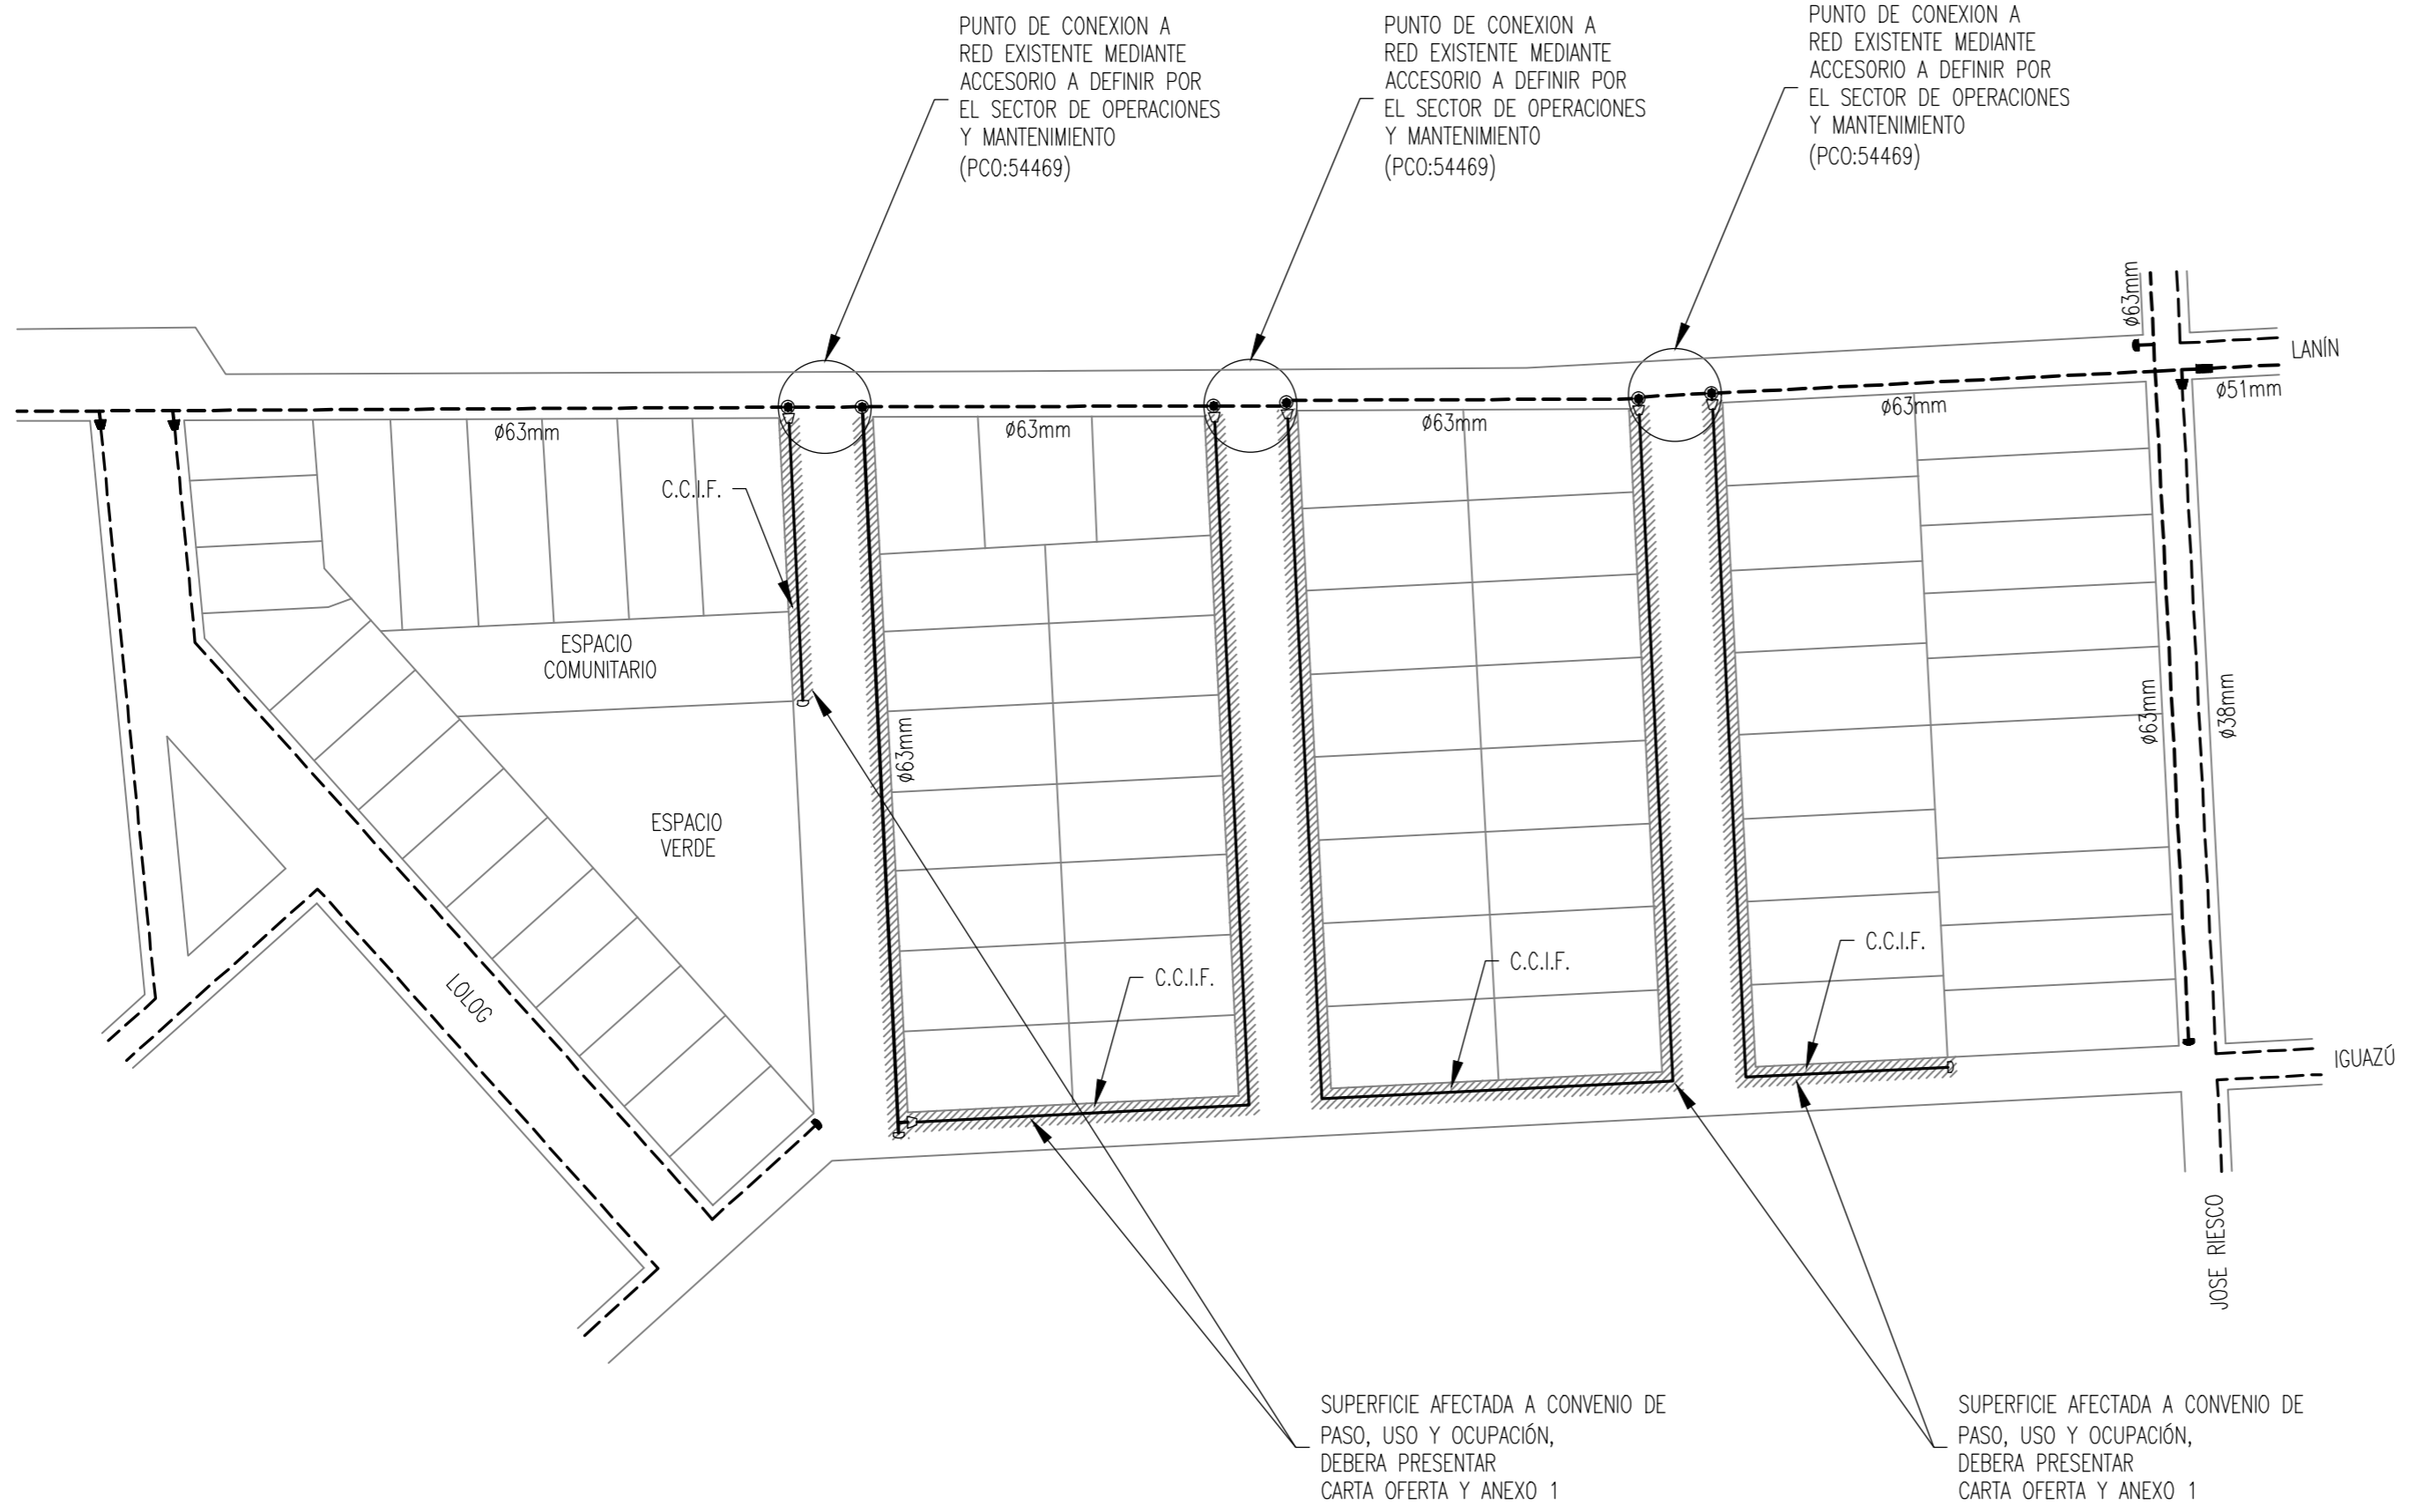 PUNTO DE CONEXION A
RED EXISTENTE MEDIANTE
ACCESORIO A DEFINIR POR
EL SECTOR DE OPERACIONES
Y MANTENIMIENTO
(PCO:54469)
PUNTO DE CONEXION A
RED EXISTENTE MEDIANTE
ACCESORIO A DEFINIR POR
EL SECTOR DE OPERACIONES
Y MANTENIMIENTO
(PCO:54469)
PUNTO DE CONEXION A
RED EXISTENTE MEDIANTE
ACCESORIO A DEFINIR POR
EL SECTOR DE OPERACIONES
Y MANTENIMIENTO
(PCO:54469)
ø63mm
LANÍN
ø51mm
ø63mm
ø63mm
ø63mm
ø63mm
C.C.I.F.
ESPACIO
COMUNITARIO
ø63mm
ø63mm
ø38mm
ESPACIO
VERDE
LOLOG
C.C.I.F.
C.C.I.F.
C.C.I.F.
IGUAZÚ
JOSE RIESCO
SUPERFICIE AFECTADA A CONVENIO DE
PASO, USO Y OCUPACIÓN,
DEBERA PRESENTAR
CARTA OFERTA Y ANEXO 1
SUPERFICIE AFECTADA A CONVENIO DE
PASO, USO Y OCUPACIÓN,
DEBERA PRESENTAR
CARTA OFERTA Y ANEXO 1